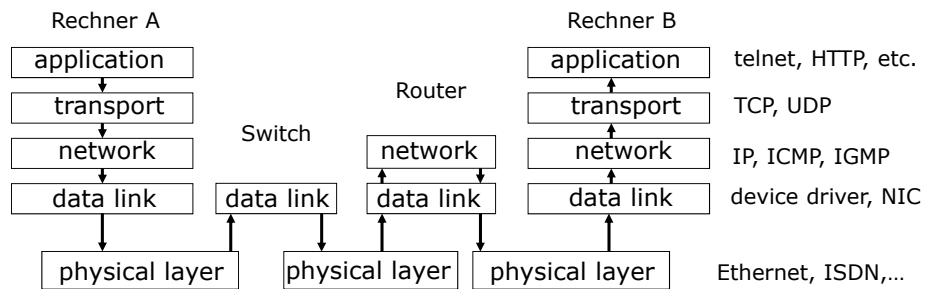 Rechner A
Rechner B
application
application
telnet, HTTP, etc.
Router
transport
transport
TCP, UDP
Switch
network
network
network
IP, ICMP, IGMP
data link
data link
data link
data link
device driver, NIC
physical layer
physical layer
physical layer
Ethernet, ISDN,...